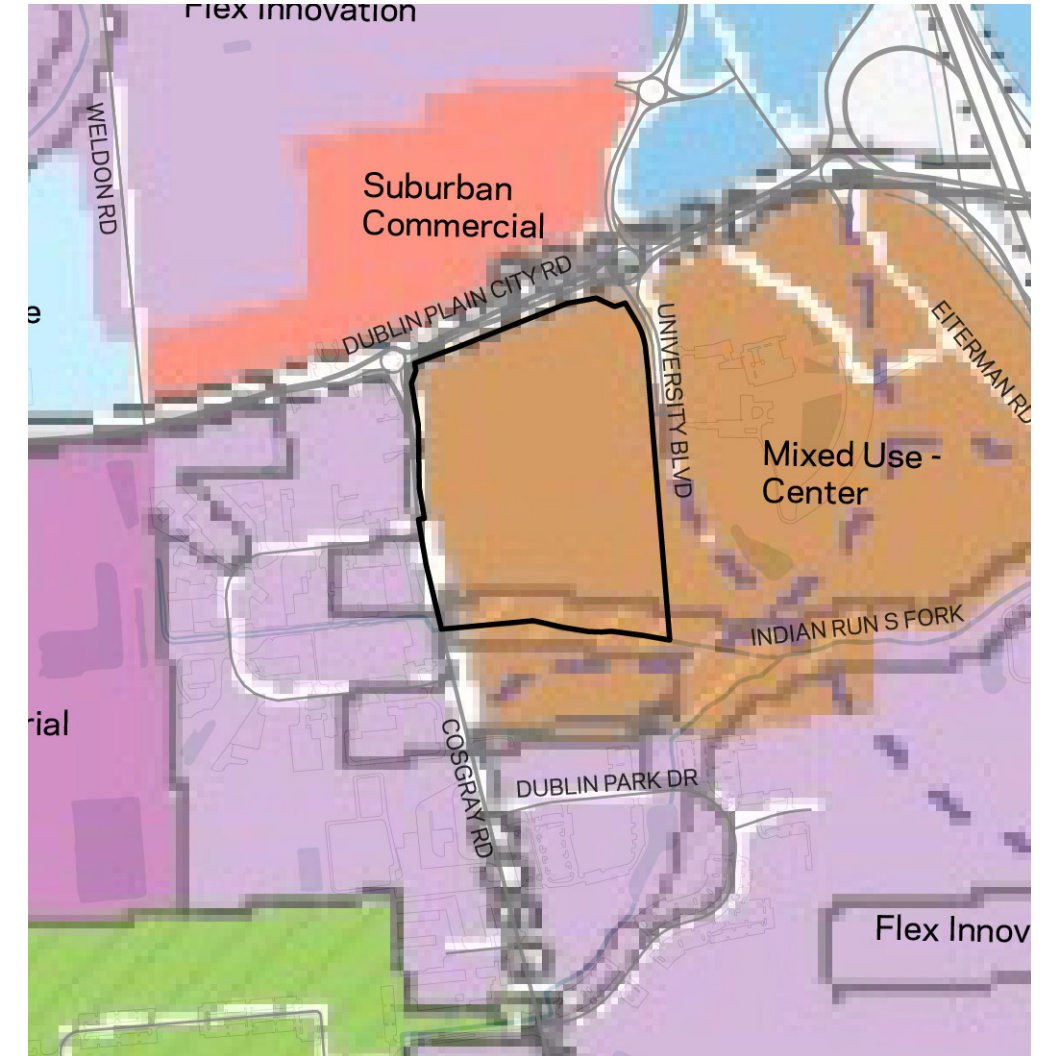 Flex Innovation
WELDON RD
Suburban
Commercial
DUBLIN PLAIN CITY RD
e
UNIVERSITY BLVD
EITERMAN RD
Mixed Use -
Center
INDIAN RUN S FORK
rial
COSGRAY RD
DUBLIN PARK DR
Flex Innov